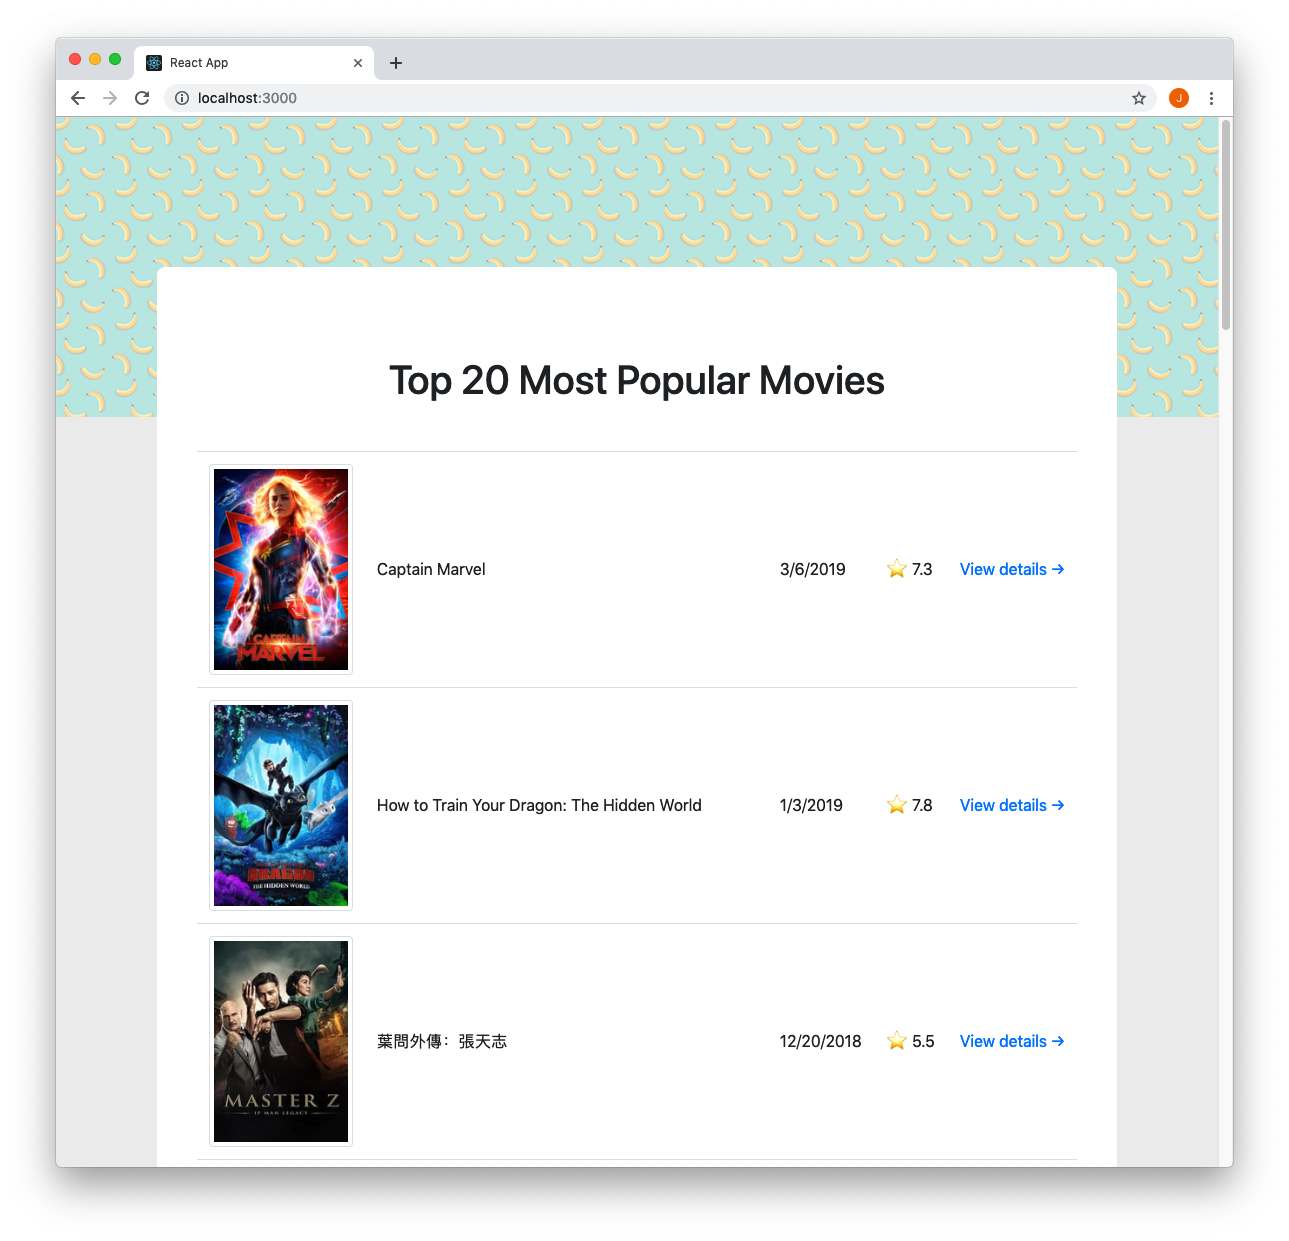 React App
localhost:3000
J
Top 20 Most Popular Movies
CAPTAIN
MARVEL
Captain Marvel
3/6/2019
⭐ 7.3
View details →
DRAGON
THE HIDDEN WORLD
How to Train Your Dragon: The Hidden World
1/3/2019
⭐ 7.8
View details →
MASTER Z
IP MAN LEGACY
葉問外傳：張天志
12/20/2018
⭐ 5.5
View details →